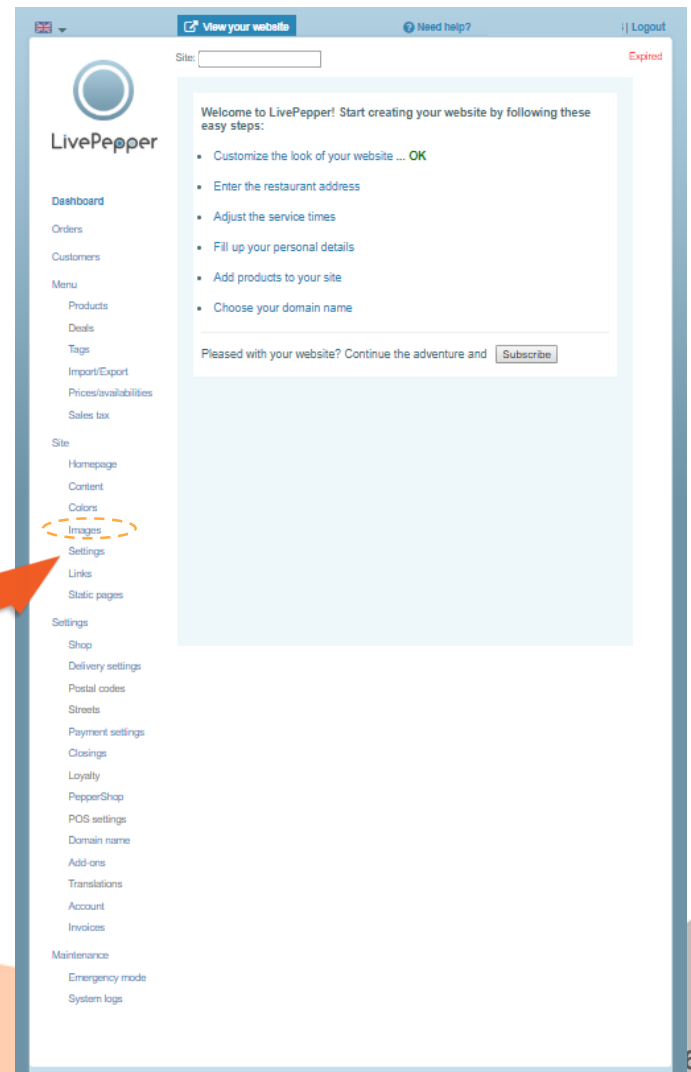 View your website
Need help?
| Logout
Site:
Expired
LivePepper
Welcome to LivePepper! Start creating your website by following these
easy steps:
Customize the look of your website ... OK
Enter the restaurant address
Adjust the service times
Fill up your personal details
Add products to your site
Choose your domain name
Pleased with your website? Continue the adventure and Subscribe
Dashboard
Orders
Customers
Menu
Products
Deals
Tags
Import/Export
Prices/availabilities
Sales tax
Site
Homepage
Content
Colors
Images
Settings
Links
Static pages
Settings
Shop
Delivery settings
Postal codes
Streets
Payment settings
Closings
Loyalty
PepperShop
POS settings
Domain name
Add-ons
Translations
Account
Invoices
Maintenance
Emergency mode
System logs